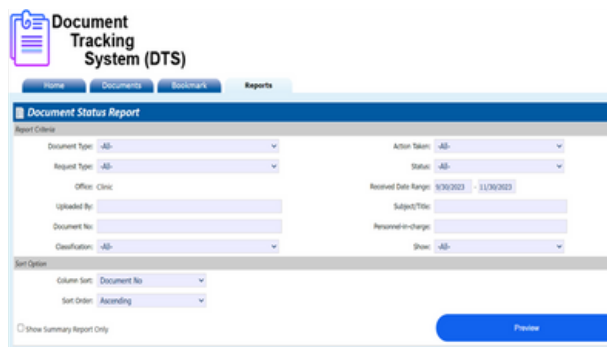 Document
Tracking
System (DTS)
Home Documents Bookmark Reports
Document Status Report
Report Criteria
Document Type: -All- Action Taken: -All-
Request Type: -All- Status: -All-
Office: Clinic Received Date Range: 9/30/2023 - 11/30/2023
Uploaded By: Subject/Title:
Document No: Personnel-in-charge:
Classification: -All- Show: -All-
Sort Option
Column Sort: Document No
Sort Order: Ascending
Show Summary Report Only Preview